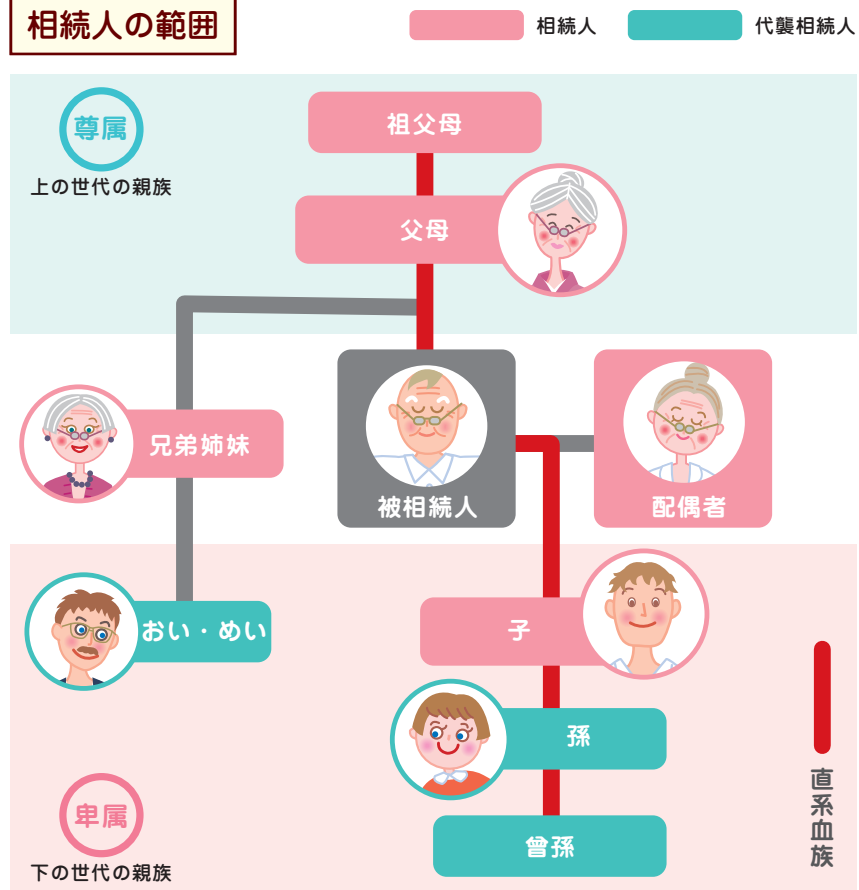 相続人の範囲
相続人
代襲相続人
尊属
上の世代の親族
祖父母
父母
兄弟姉妹
被相続人
配偶者
おい・めい
子
孫
曾孫
卑属
下の世代の親族
直系血族